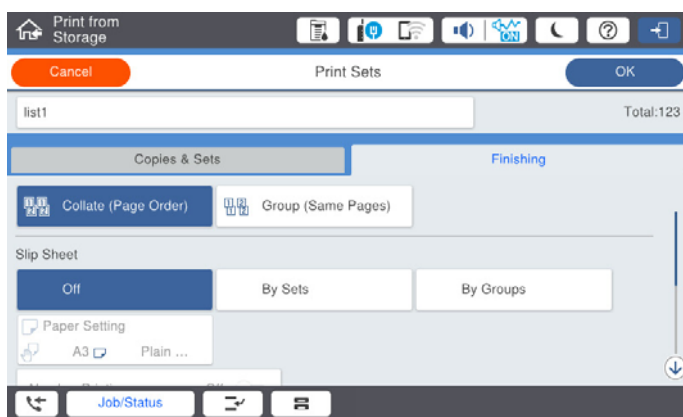 Print from
Storage
ON
Cancel
Print Sets
OK
list1
Total:123
Copies & Sets
Finishing
Collate (Page Order)
Group (Same Pages)
Slip Sheet
Off
By Sets
By Groups
Paper Setting
A3
Plain ...
Job/Status